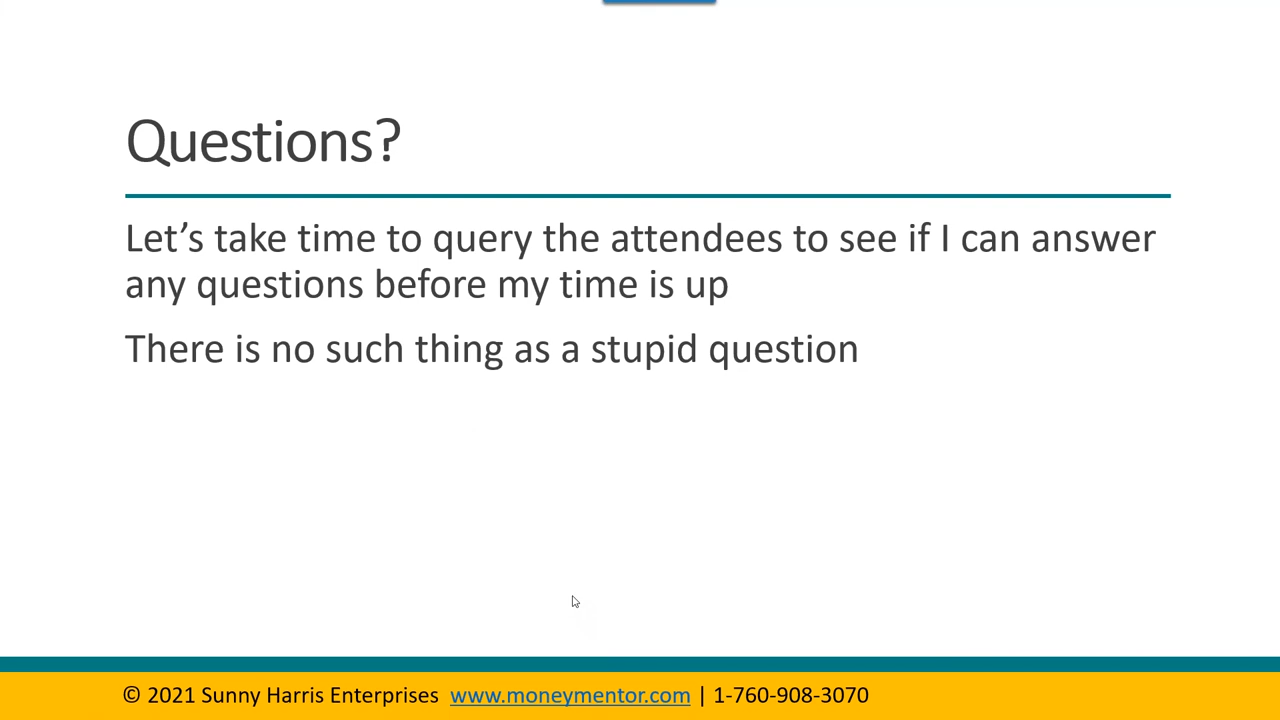 Questions?
Let’s take time to query the attendees to see if I can answer
any questions before my time is up
There is no such thing as a stupid question
© 2021 Sunny Harris Enterprises www.moneymentor.com | 1-760-908-3070